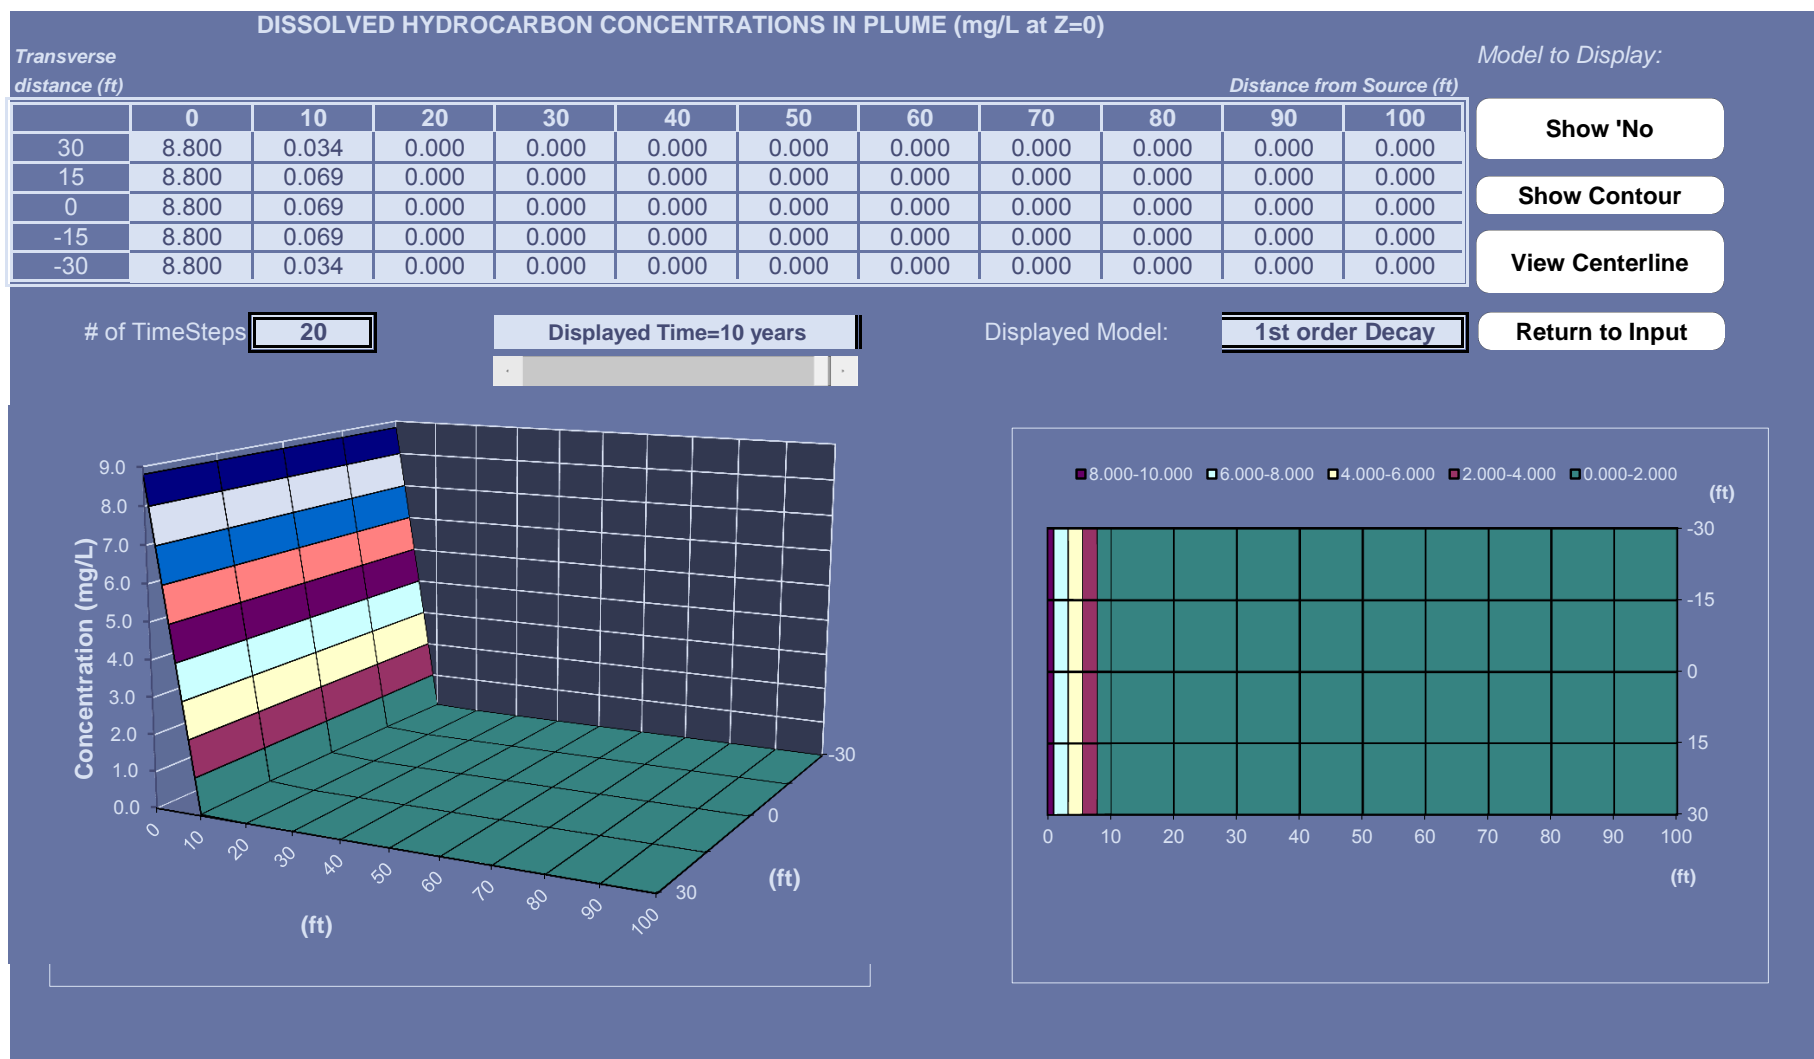 DISSOLVED HYDROCARBON CONCENTRATIONS IN PLUME (mg/L at Z=0)
Transverse
distance (ft)
Distance from Source (ft)
Model to Display:
0 10 20 30 40 50 60 70 80 90 100
30 8.800 0.034 0.000 0.000 0.000 0.000 0.000 0.000 0.000 0.000 0.000
15 8.800 0.069 0.000 0.000 0.000 0.000 0.000 0.000 0.000 0.000 0.000
0 8.800 0.069 0.000 0.000 0.000 0.000 0.000 0.000 0.000 0.000 0.000
-15 8.800 0.069 0.000 0.000 0.000 0.000 0.000 0.000 0.000 0.000 0.000
-30 8.800 0.034 0.000 0.000 0.000 0.000 0.000 0.000 0.000 0.000 0.000
Show 'No
Show Contour
View Centerline
Return to Input
# of TimeSteps 20
Displayed Time=10 years
Displayed Model: 1st order Decay
Concentration (mg/L)
9.0
8.0
7.0
6.0
5.0
4.0
3.0
2.0
1.0
0.0
0 10 20 30 40 50 60 70 80 90 100
(ft)
-30
0
30
(ft)
8.000-10.000 6.000-8.000 4.000-6.000 2.000-4.000 0.000-2.000
(ft)
-30
-15
0
15
30
0 10 20 30 40 50 60 70 80 90 100
(ft)